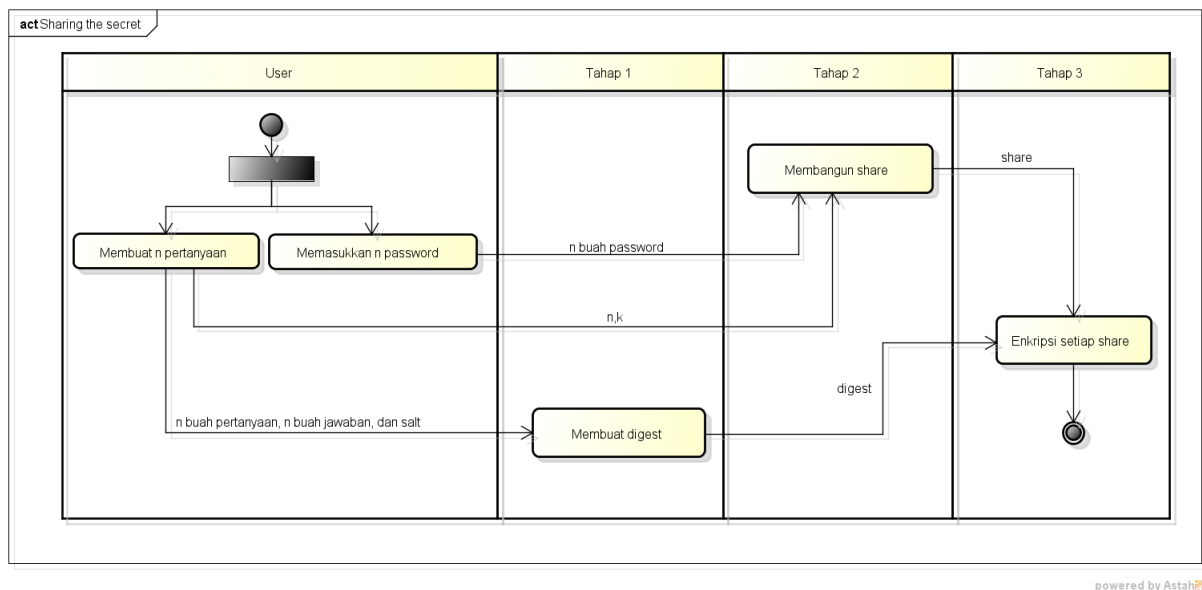 act Sharing the secret
User
Tahap 1
Tahap 2
Tahap 3
Membangun share
share
Membuat n pertanyaan
Memasukkan n password
n buah password
n,k
Enkripsi setiap share
digest
n buah pertanyaan, n buah jawaban, dan salt
Membuat digest
powered by Astah